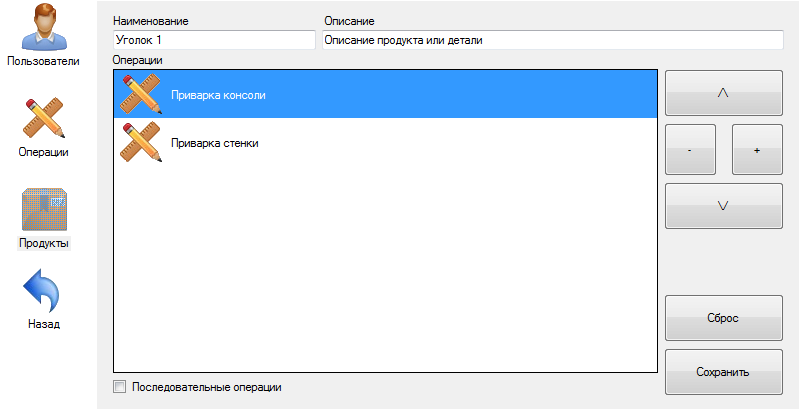 Пользователи
Операции
Продукты
Назад
Наименование
Описание
Уголок 1
Описание продукта или детали
Операции
Приварка консоли
Приварка стенки
/\
-
+
\/
Сброс
Сохранить
Последовательные операции